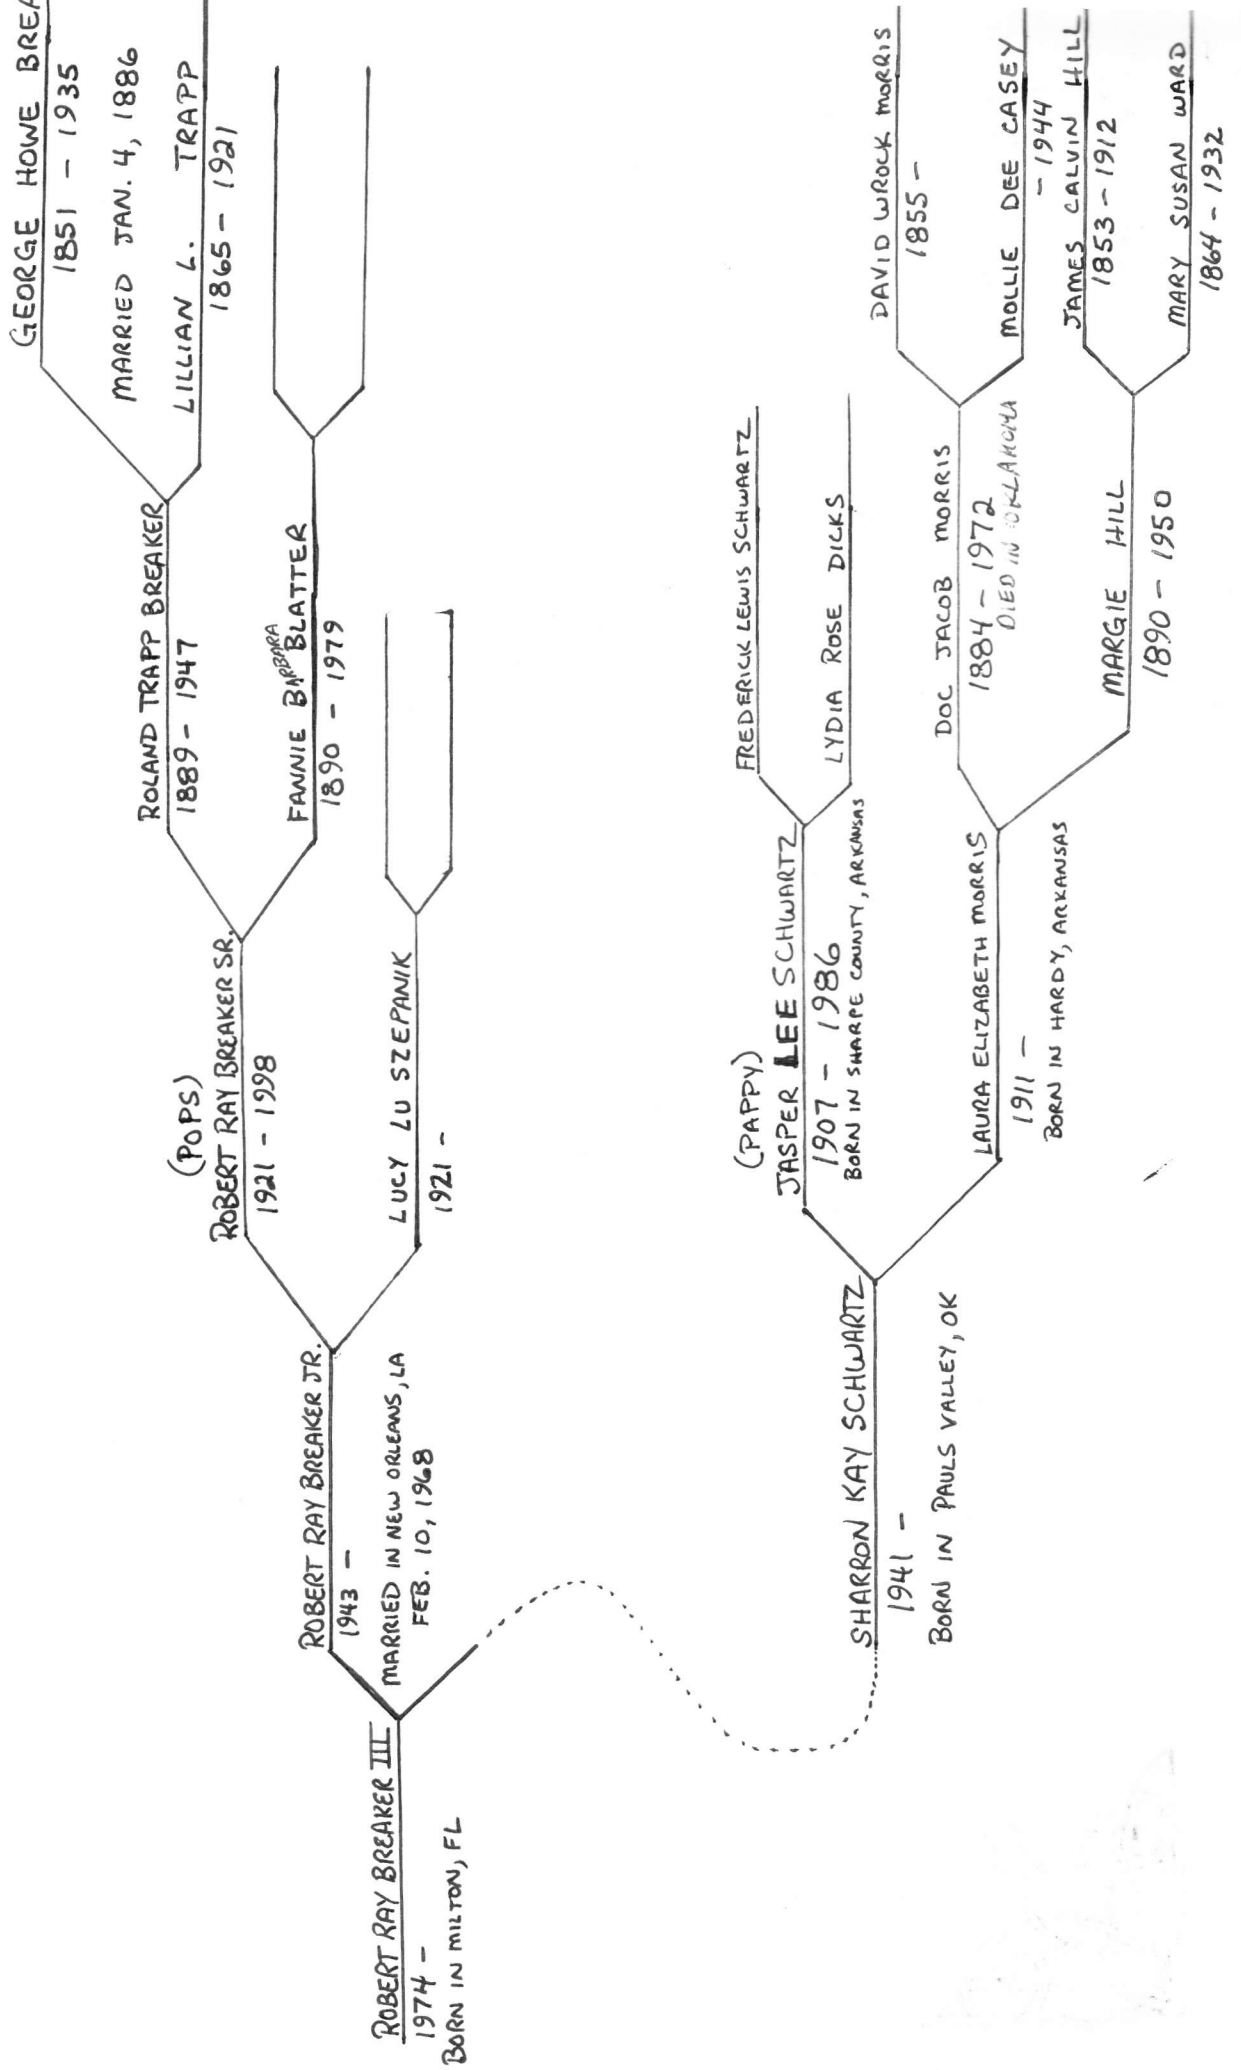 GEORGE HOWE BREA
1851 - 1935
MARRIED JAN. 4, 1886
LILLIAN L. TRAPP
1865 - 1921
ROLAND TRAPP BREAKER
1889 - 1947
FANNIE BARBARA BLATTER
1890 - 1979
(POPS)
ROBERT RAY BREAKER SR.
1921 - 1998
LUCY LU SZEPANIK
1921 -
ROBERT RAY BREAKER JR.
1943 -
MARRIED IN NEW ORLEANS, LA
FEB. 10, 1968
ROBERT RAY BREAKER III
1974 -
BORN IN MILTON, FL
DAVID WROCK MORRIS
1855 -
MOLLIE DEE CASEY
- 1944
JAMES CALVIN HILL
1853 - 1912
MARY SUSAN WARD
1864 - 1932
FREDERICK LEWIS SCHWARTZ
LYDIA ROSE DICKS
DOC JACOB MORRIS
1884 - 1972
DIED IN OKLAHOMA
MARGIE HILL
1890 - 1950
(PAPPY)
JASPER LEE SCHWARTZ
1907 - 1986
BORN IN SHARPE COUNTY, ARKANSAS
LAURA ELIZABETH MORRIS
1911 -
BORN IN HARDY, ARKANSAS
SHARRON KAY SCHWARTZ
1941 -
BORN IN PAULS VALLEY, OK